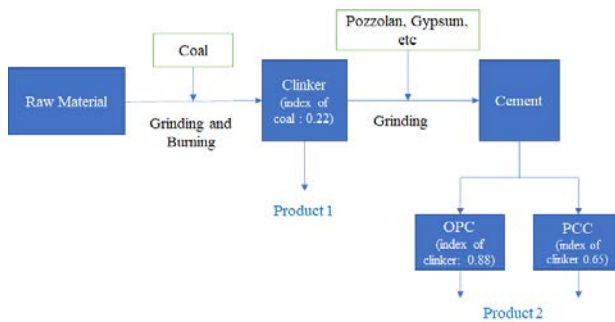 Pozzolan, Gypsum,
etc
Coal
Raw Material
Clinker
(index of
coal : 0.22)
Cement
Grinding and
Burning
Grinding
Product 1
OPC
(index of
clinker: 0.88)
PCC
(index of
clinker 0.65)
Product 2